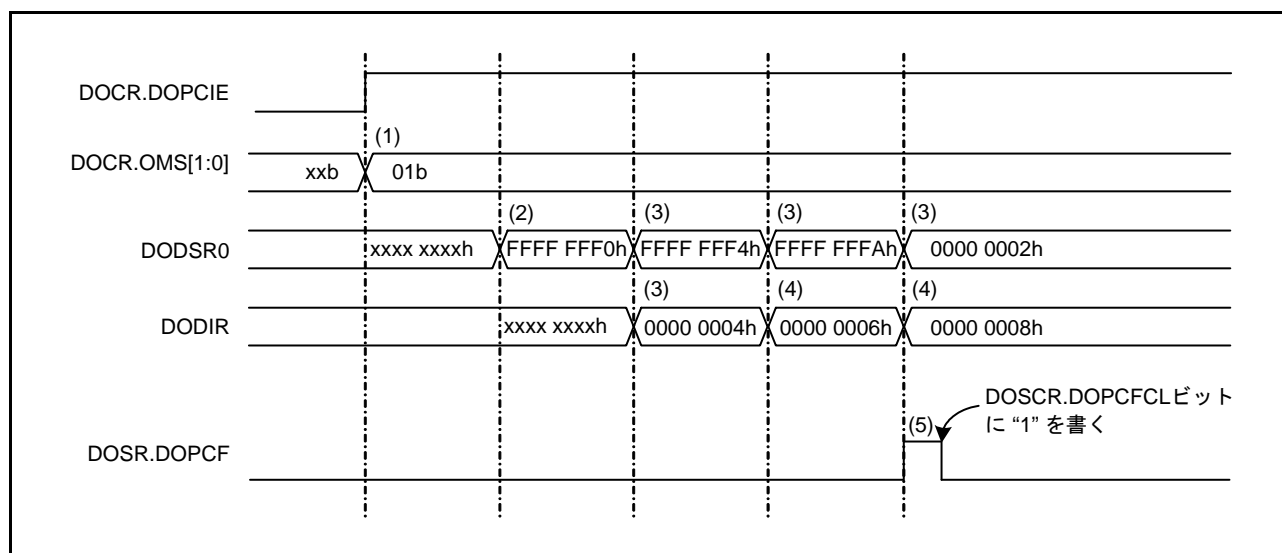 DOCR.DOPCIE
(1)
DOCR.OMS[1:0]
xxb
01b
(2)
(3)
(3)
(3)
DODSR0
xxxx xxxxh
FFFF FFF0h
FFFF FFF4h
FFFF FFFAh
0000 0002h
(3)
(4)
(4)
DODIR
xxxx xxxxh
0000 0004h
0000 0006h
0000 0008h
DOSCR.DOPCFCLビット
に “1” を書く
(5)
DOSR.DOPCF